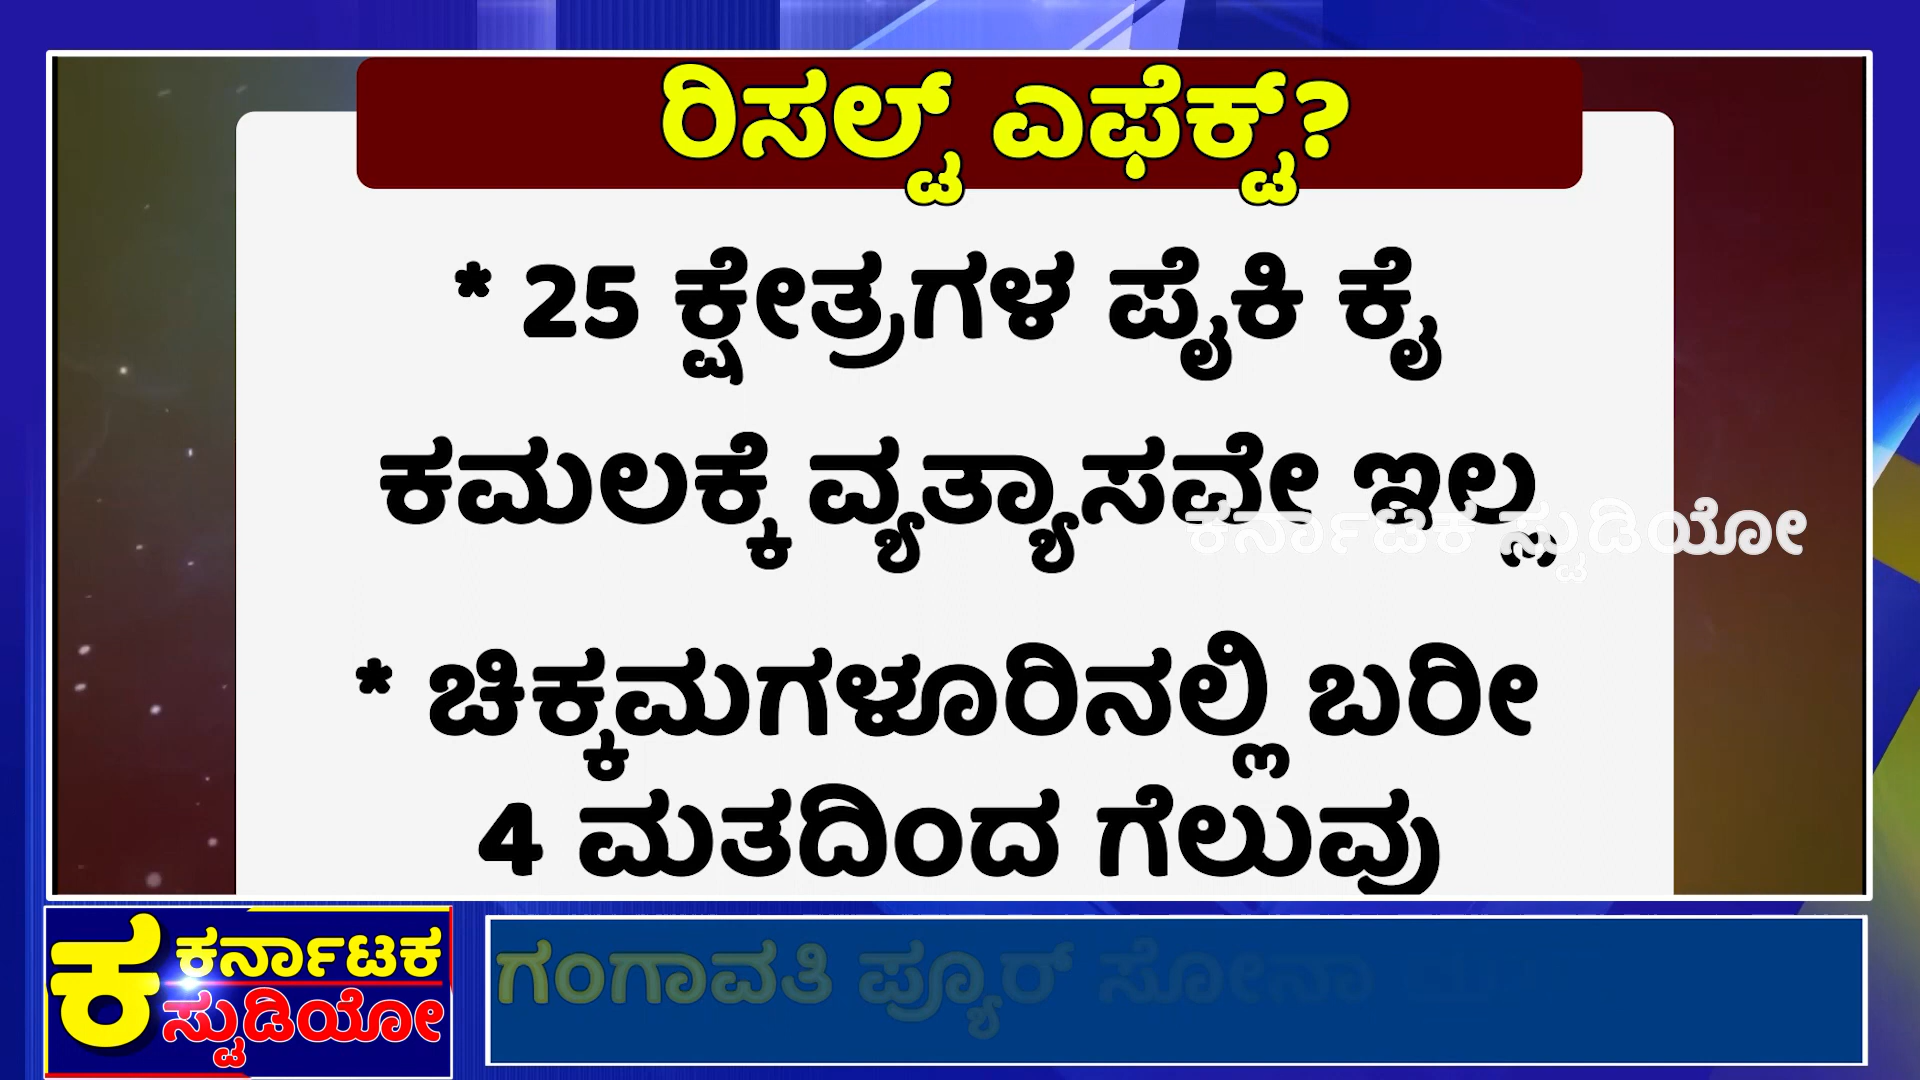 ರಿಸಲ್ಟ್ ಎಫೆಕ್ಟ್?
* 25 ಕ್ಷೇತ್ರಗಳ ಪೈಕಿ ಕೈ
ಕಮಲಕ್ಕೆ ವ್ಯತ್ಯಾಸವೇ ಇಲ್ಲ
ಕರ್ನಾಟಕ ಸ್ಟುಡಿಯೋ
* ಚಿಕ್ಕಮಗಳೂರಿನಲ್ಲಿ ಬರೀ
4 ಮತದಿಂದ ಗೆಲುವು
ಕ
ಕರ್ನಾಟಕ
ಸ್ಟುಡಿಯೋ
ಗಂಗಾವತಿ ಪ್ಯೂರ್ ಸೋನಾ